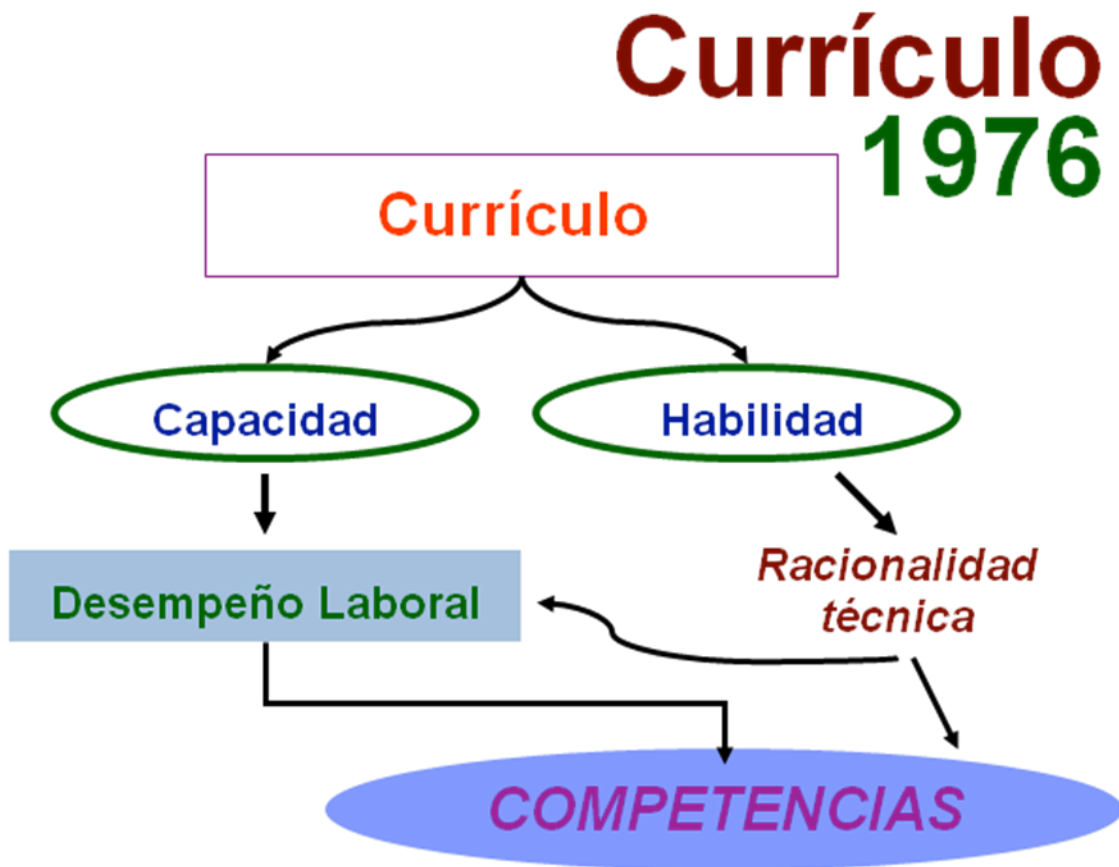 Currículo
1976
Currículo
Capacidad
Habilidad
Desempeño Laboral
Racionalidad
técnica
COMPETENCIAS